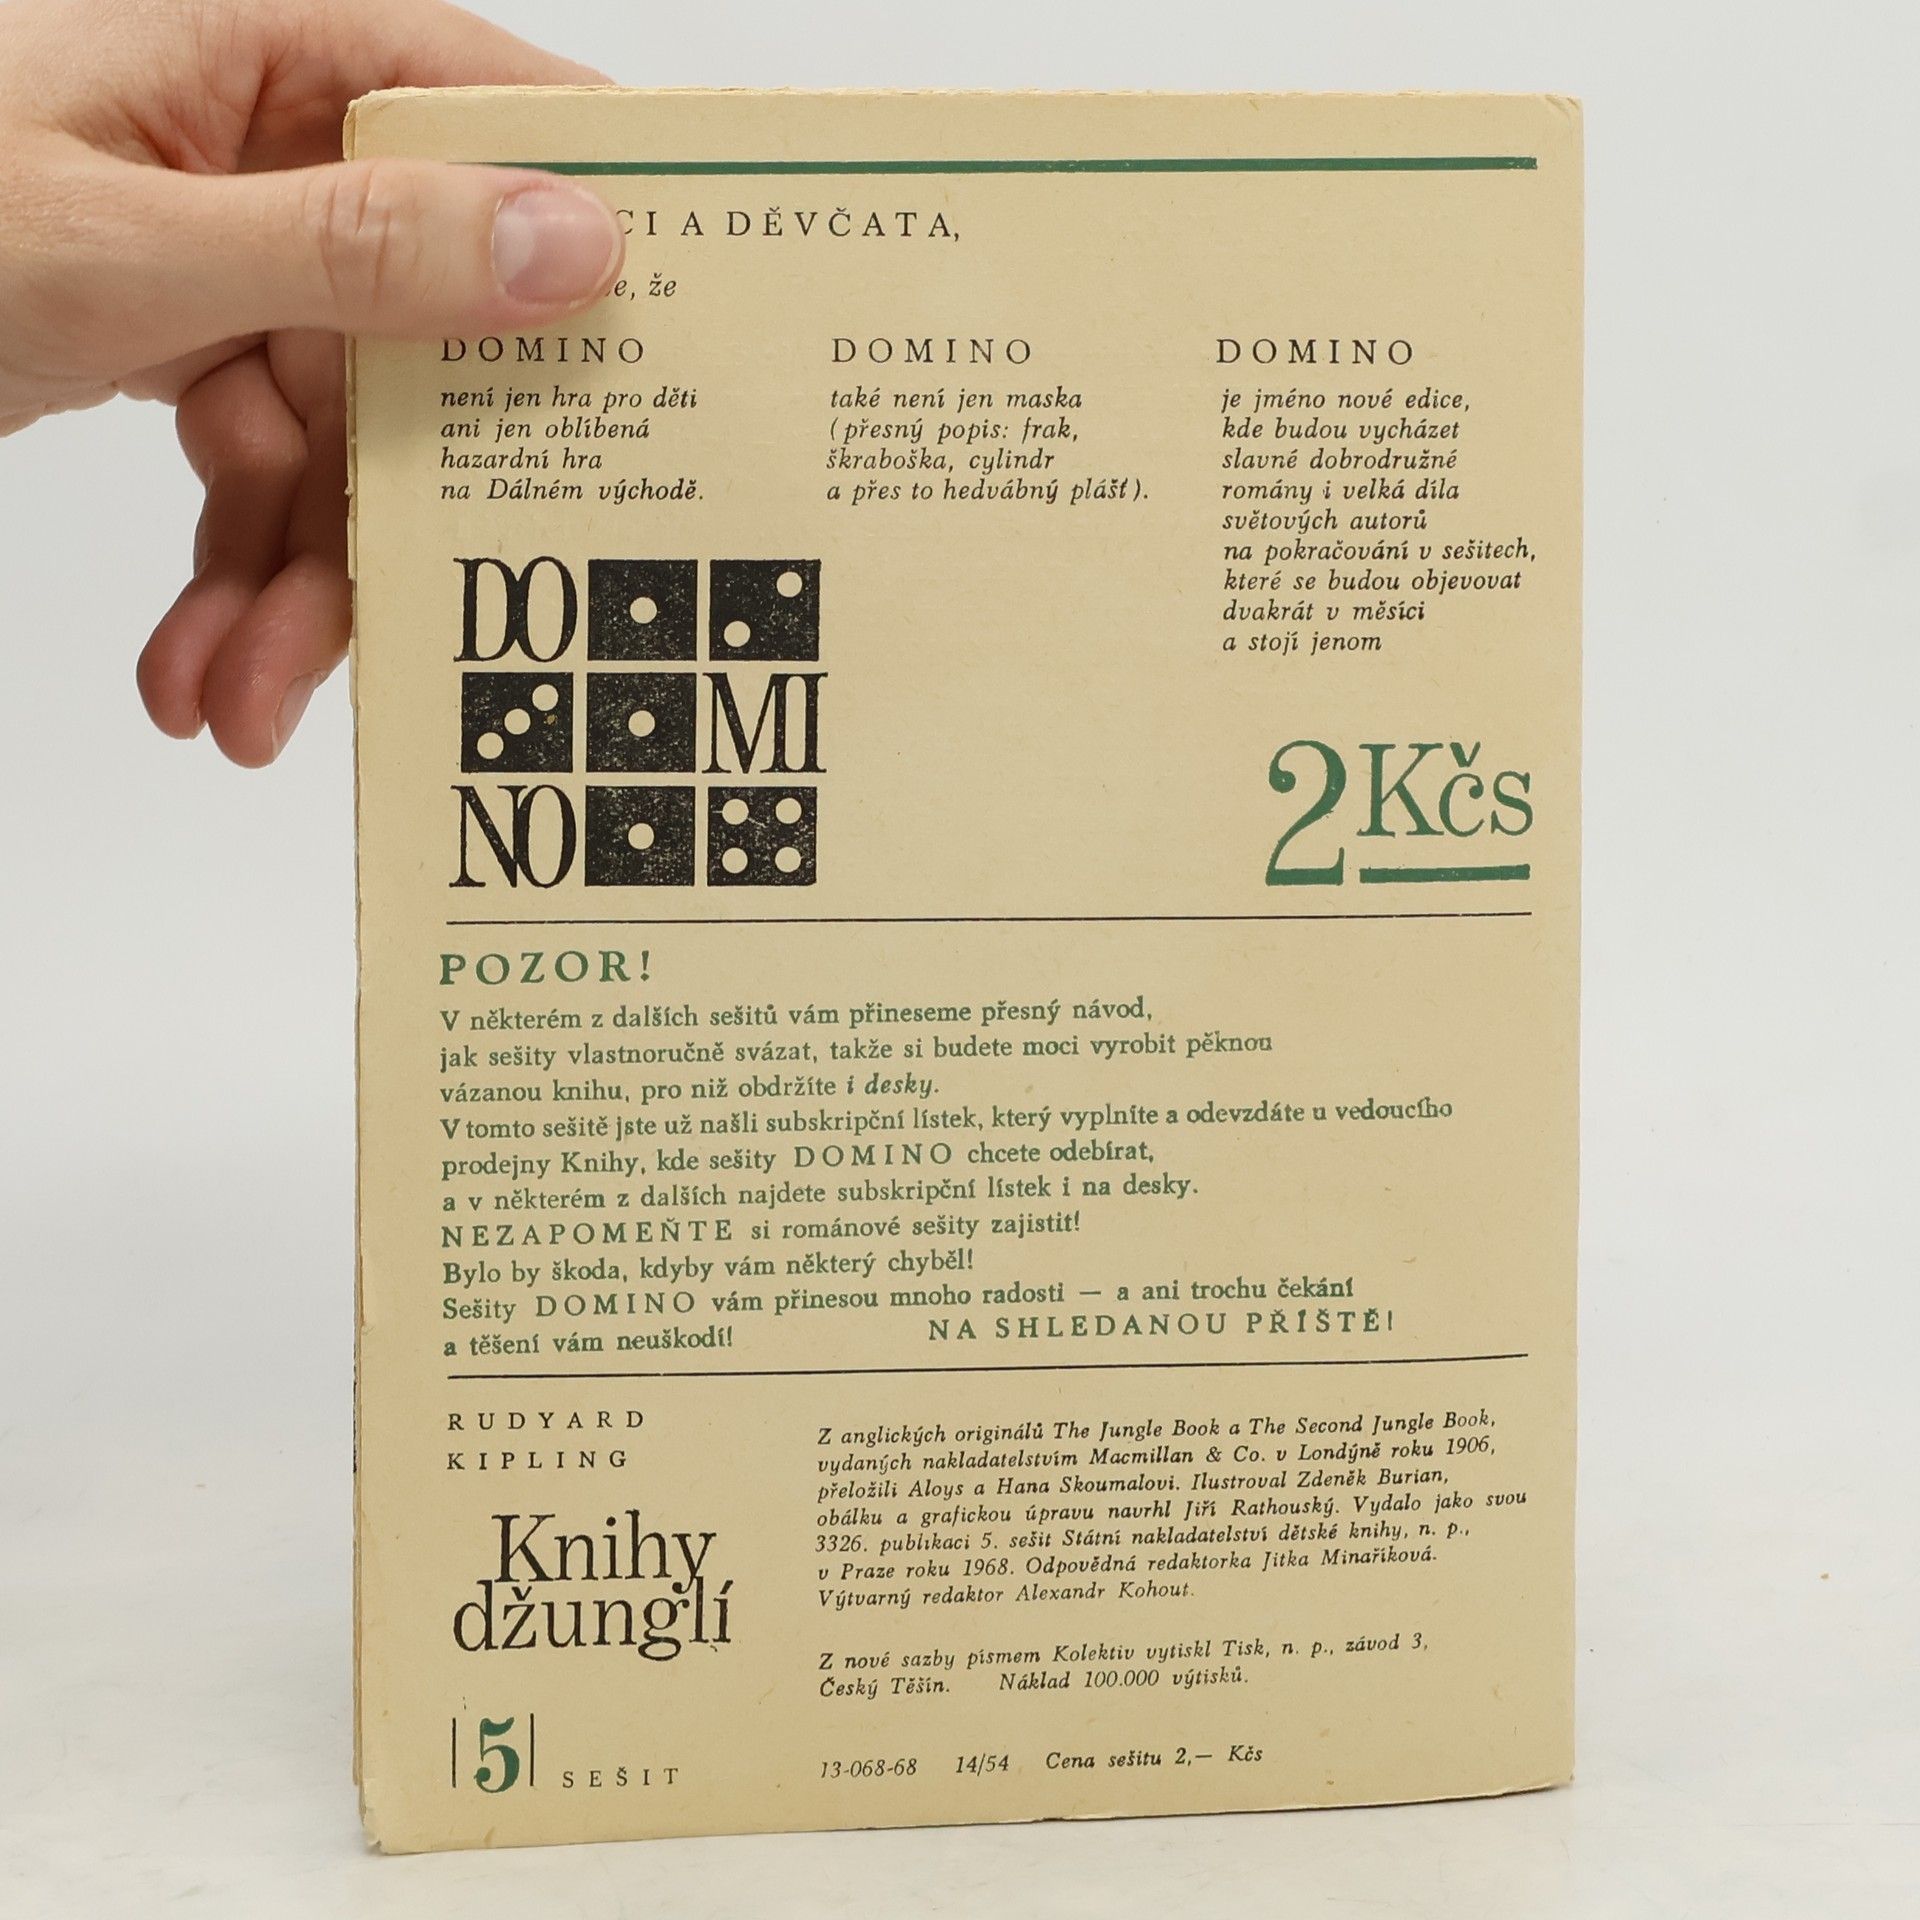 A DĚVČATA,
že
DOMINO
není jen hra pro děti
ani jen oblíbená
hazardní hra
na Dálném východě.
DOMINO
také není jen maska
(přesný popis: frak,
škraboška, cylindr
a přes to hedvábný plášť).
DOMINO
je jméno nové edice,
kde budou vycházet
slavné dobrodružné
romány i velká díla
světových autorů
na pokračování v sešitech,
které se budou objevovat
dvakrát v měsíci
a stojí jenom
DO
MI
NO
2 Kčs
POZOR!
V některém z dalších sešitů vám přineseme přesný návod,
jak sešity vlastnoručně svázat, takže si budete moci vyrobit pěknou
vázanou knihu, pro niž obdržíte i desky.
V tomto sešitě jste už našli subskripční lístek, který vyplníte a odevzdáte u vedoucího
prodejny Knihy, kde sešity DOMINO chcete odebírat,
a v některém z dalších najdete subskripční lístek i na desky.
NEZAPOMEŇTE si románové sešity zajistit!
Bylo by škoda, kdyby vám některý chyběl!
Sešity DOMINO vám přinesou mnoho radosti — a ani trochu čekání
a těšení vám neuškodí! NA SHLEDANOU PŘÍŠTĚ!
RUDYARD
KIPLING
Knihy
džunglí
5 SEŠIT
Z anglických originálů The Jungle Book a The Second Jungle Book,
vydaných nakladatelstvím Macmillan & Co. v Londýně roku 1906,
přeložili Aloys a Hana Skoumalovi. Ilustroval Zdeněk Burian,
obálku a grafickou úpravu navrhl Jiří Rathouský. Vydalo jako svou
3326. publikaci 5. sešit Státní nakladatelství dětské knihy, n. p.,
v Praze roku 1968. Odpovědná redaktorka Jitka Minaříková.
Výtvarný redaktor Alexandr Kohout.
Z nové sazby písmem Kolektiv vytiskl Tisk, n. p., závod 3,
Český Těšín. Náklad 100.000 výtisků.
13-068-68 14/54 Cena sešitu 2,— Kčs